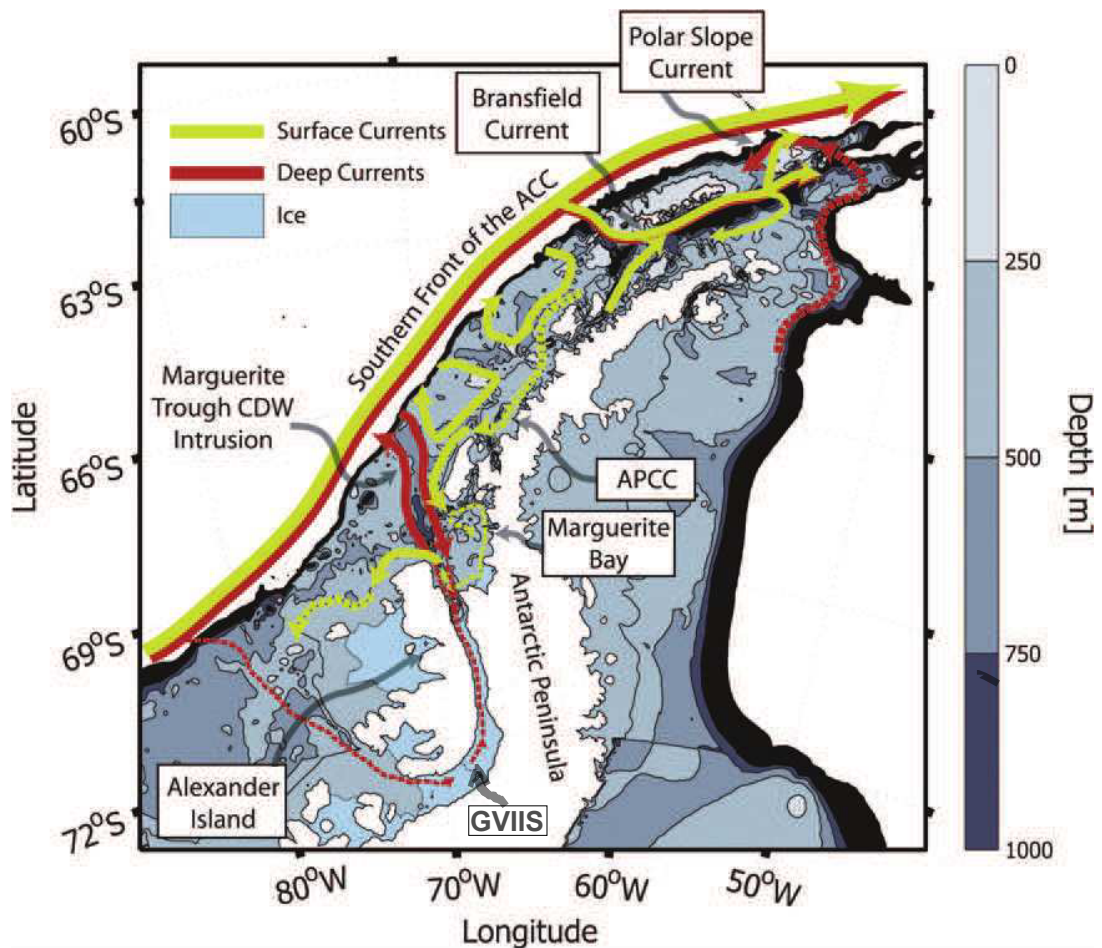 Polar Slope
Current
Bransfield
Current
Surface Currents
Deep Currents
Ice
Southern Front of the ACC
Marguerite
Trough CDW
Intrusion
APCC
Marguerite
Bay
Antarctic Peninsula
Alexander
Island
GVIIS
60°S
63°S
66°S
69°S
72°S
Latitude
80°W
70°W
60°W
50°W
Longitude
0
250
500
750
1000
Depth [m]